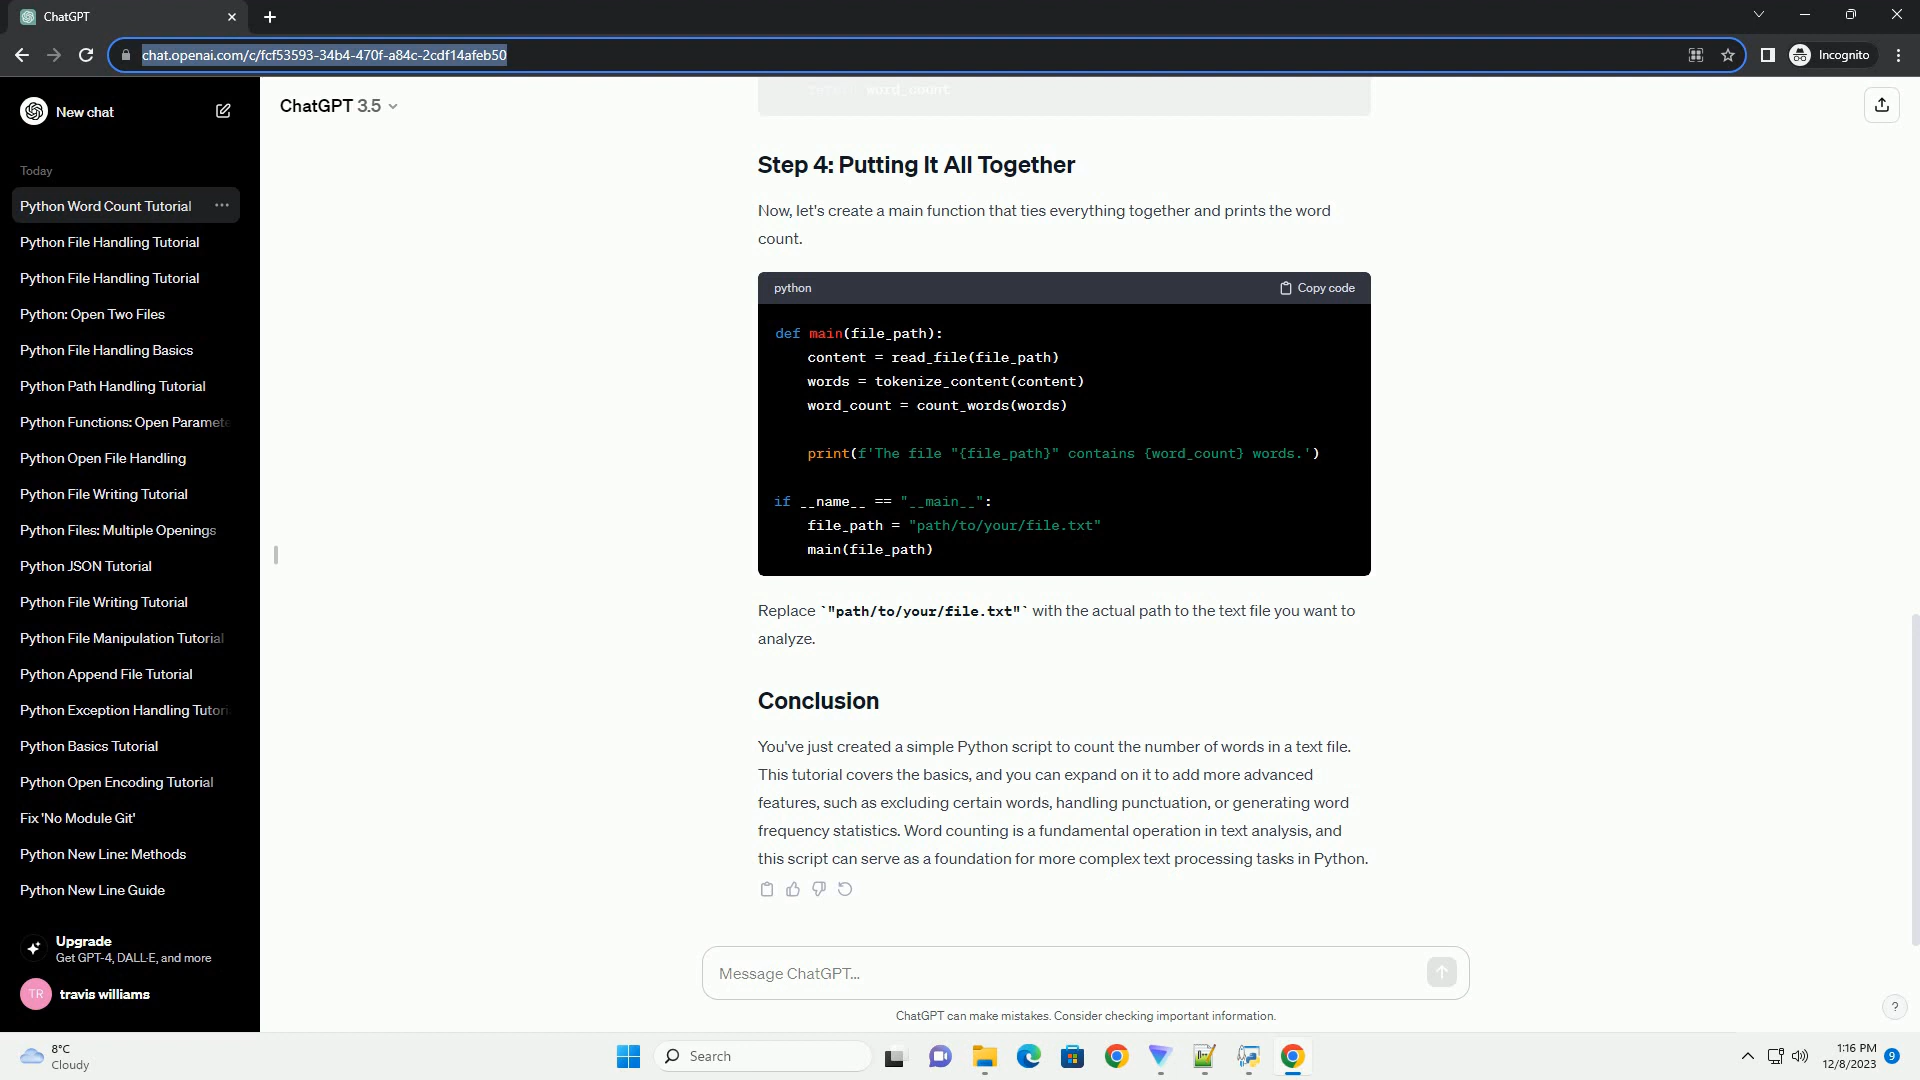 ChatGPT
chat.openai.com/c/fcf53593-34b4-470f-a84c-2cdf14afeb50
Incognito
New chat
Today
Python Word Count Tutorial
Python File Handling Tutorial
Python File Handling Tutorial
Python: Open Two Files
Python File Handling Basics
Python Path Handling Tutorial
Python Functions: Open Paramete
Python Open File Handling
Python File Writing Tutorial
Python Files: Multiple Openings
Python JSON Tutorial
Python File Writing Tutorial
Python File Manipulation Tutorial
Python Append File Tutorial
Python Exception Handling Tutori
Python Basics Tutorial
Python Open Encoding Tutorial
Fix 'No Module Git'
Python New Line: Methods
Python New Line Guide
Upgrade
Get GPT-4, DALL·E, and more
TR
travis williams
ChatGPT 3.5
word_count
Step 4: Putting It All Together
Now, let's create a main function that ties everything together and prints the word
count.
python
Copy code
def main(file_path):
content = read_file(file_path)
words = tokenize_content(content)
word_count = count_words(words)
print(f'The file "{file_path}" contains {word_count} words.')
if __name__ == "__main__":
file_path = "path/to/your/file.txt"
main(file_path)
Replace `"path/to/your/file.txt"` with the actual path to the text file you want to
analyze.
Conclusion
You've just created a simple Python script to count the number of words in a text file.
This tutorial covers the basics, and you can expand on it to add more advanced
features, such as excluding certain words, handling punctuation, or generating word
frequency statistics. Word counting is a fundamental operation in text analysis, and
this script can serve as a foundation for more complex text processing tasks in Python.
Message ChatGPT...
ChatGPT can make mistakes. Consider checking important information.
?
8°C
Cloudy
Search
1:16 PM
12/8/2023
9